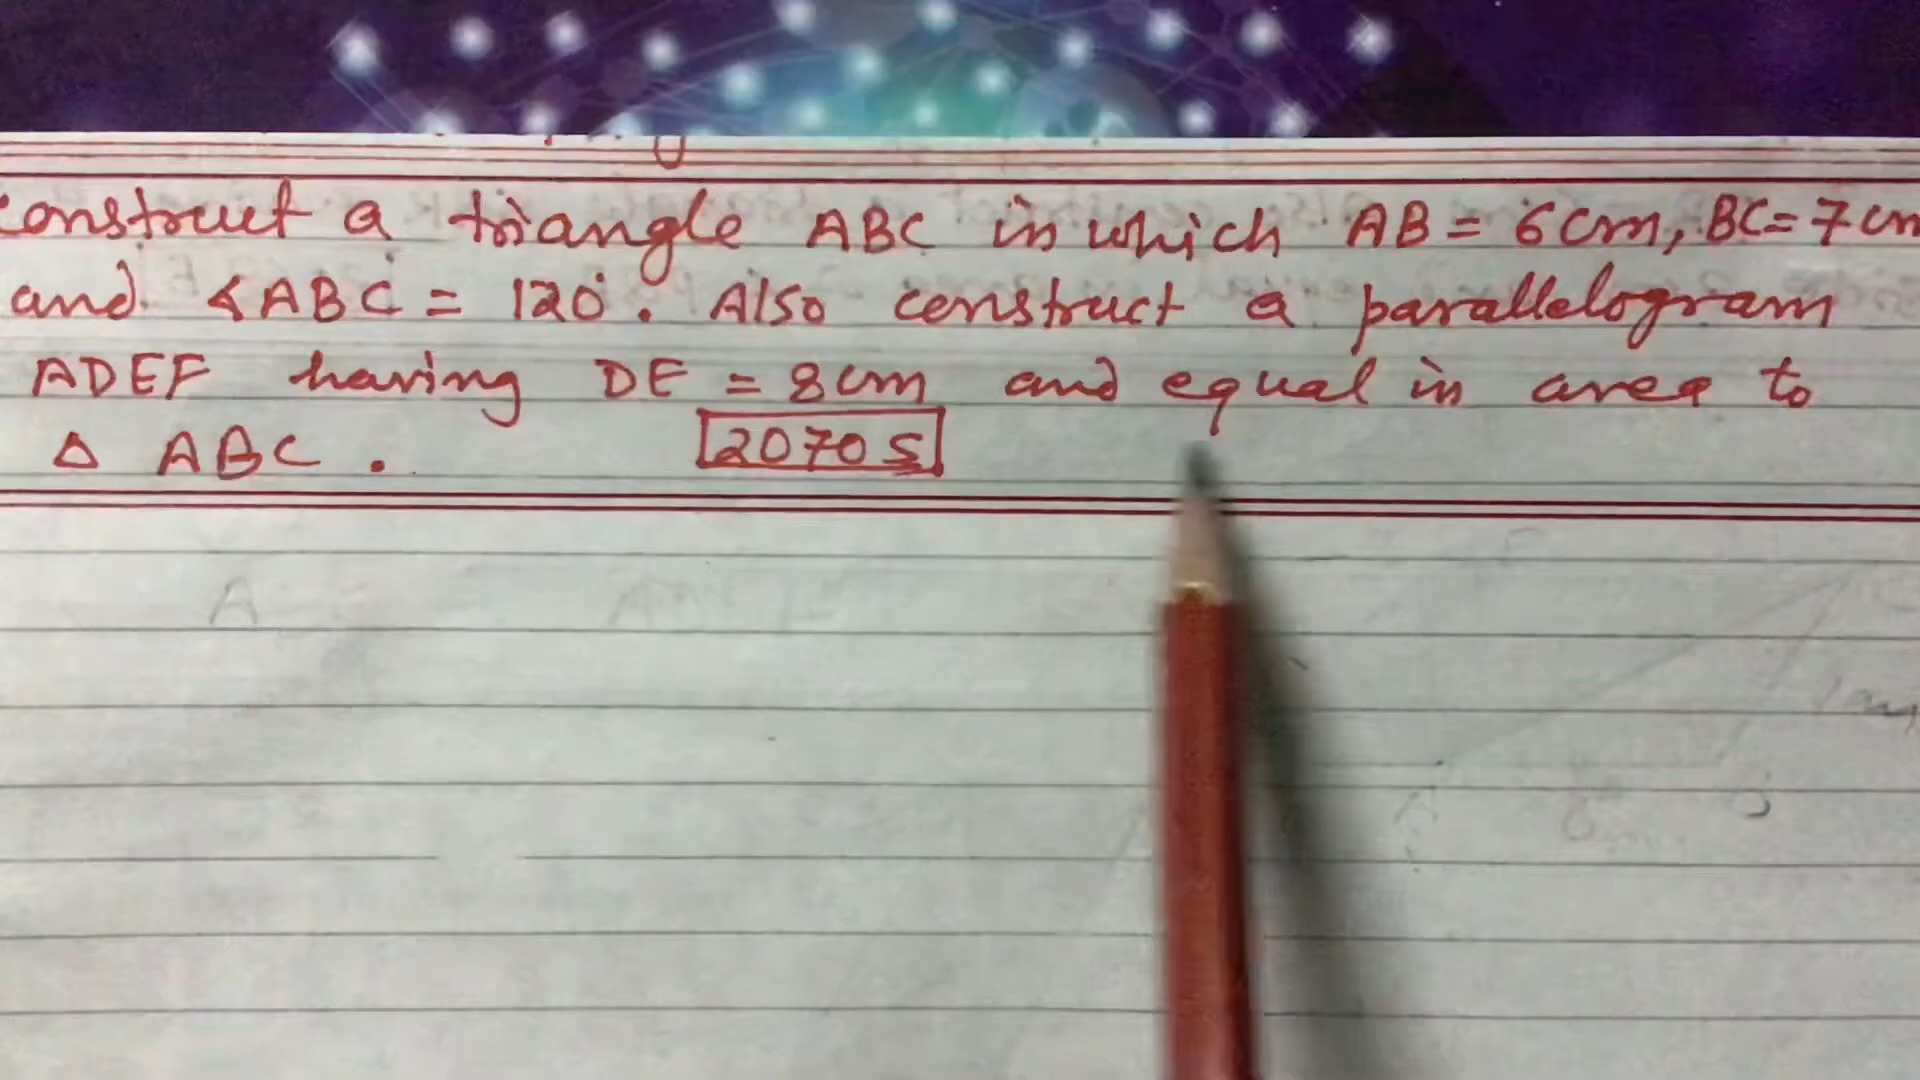 construct a triangle ABC in which AB = 6cm, BC = 7cm
and ∢ABC = 120°. Also construct a parallelogram
ADEF having DE = 8cm and equal in area to
Δ ABC. 2070 S
A